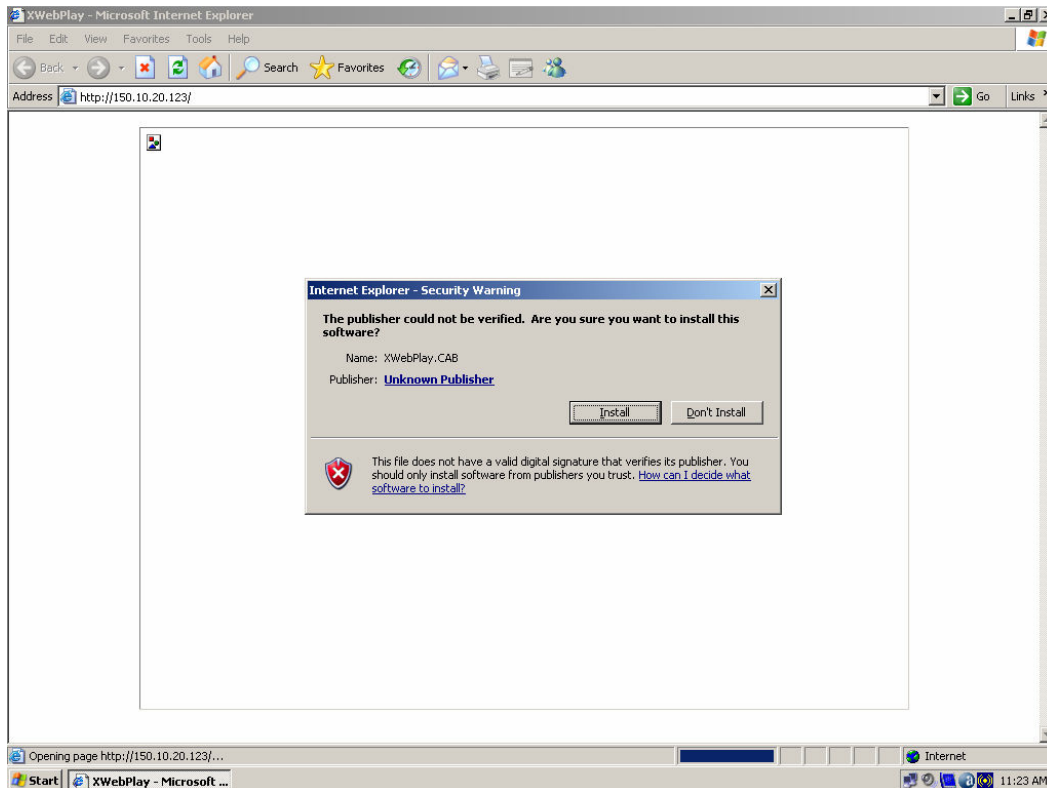 XWebPlay - Microsoft Internet Explorer
File Edit View Favorites Tools Help
Back Search Favorites
Address http://150.10.20.123/ Go Links
Internet Explorer - Security Warning
The publisher could not be verified. Are you sure you want to install this
software?
Name: XWebPlay.CAB
Publisher: Unknown Publisher
Install Don't Install
This file does not have a valid digital signature that verifies its publisher. You
should only install software from publishers you trust. How can I decide what
software to install?
Opening page http://150.10.20.123/... Internet
Start XWebPlay - Microsoft ... 11:23 AM